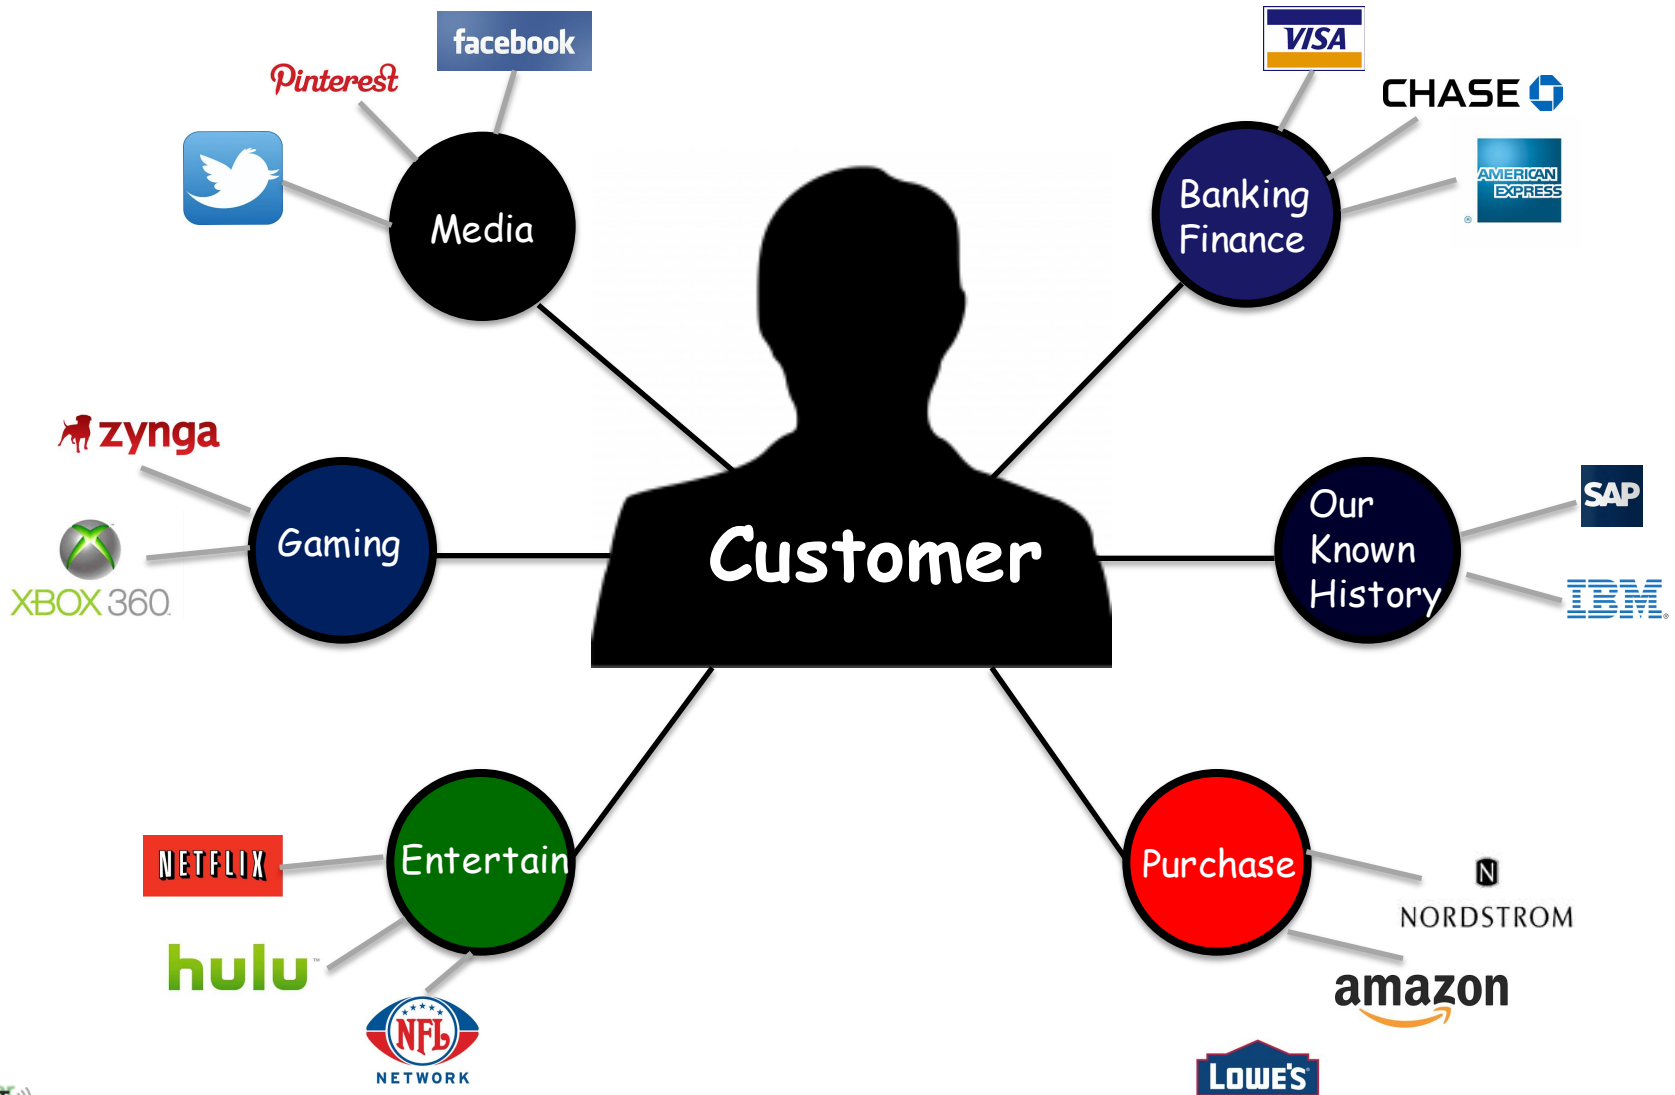 facebook
Pinterest
Media
VISA
CHASE
AMERICAN
EXPRESS
®
Banking
Finance
zynga
XBOX 360
Gaming
Customer
Our
Known
History
SAP
IBM
®
NETFLIX
hulu™
NFL
NETWORK
Entertain
Purchase
N
NORDSTROM
amazon
LOWE'S